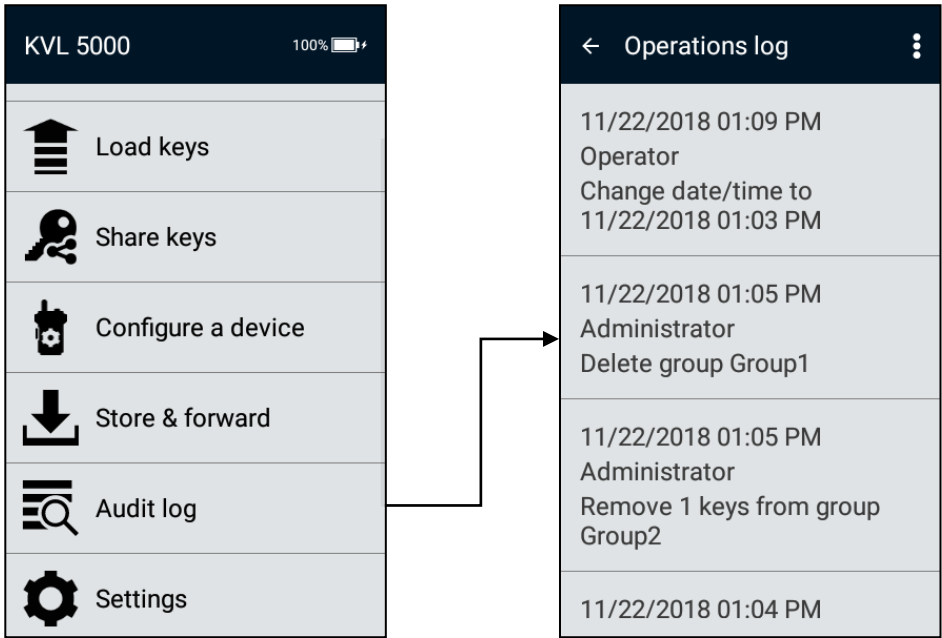 KVL 5000
100%
Load keys
Share keys
Configure a device
Store & forward
Audit log
Settings
Operations log
11/22/2018 01:09 PM
Operator
Change date/time to
11/22/2018 01:03 PM
11/22/2018 01:05 PM
Administrator
Delete group Group1
11/22/2018 01:05 PM
Administrator
Remove 1 keys from group
Group2
11/22/2018 01:04 PM